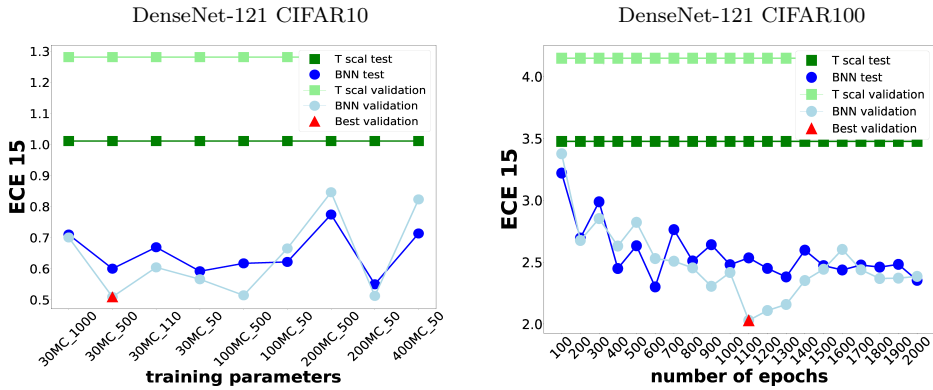 DenseNet-121 CIFAR10
1.3
1.2
1.1
1.0
0.9
0.8
0.7
0.6
0.5
ECE 15
T scal test
BNN test
T scal validation
BNN validation
Best validation
30MC_1000
30MC_500
30MC_110
30MC_50
100MC_500
100MC_50
200MC_500
200MC_50
400MC_50
training parameters
DenseNet-121 CIFAR100
4.0
3.5
3.0
2.5
2.0
ECE 15
T scal test
BNN test
T scal validation
BNN validation
Best validation
100
200
300
400
500
600
700
800
900
1000
1100
1200
1300
1400
1500
1600
1700
1800
1900
2000
number of epochs